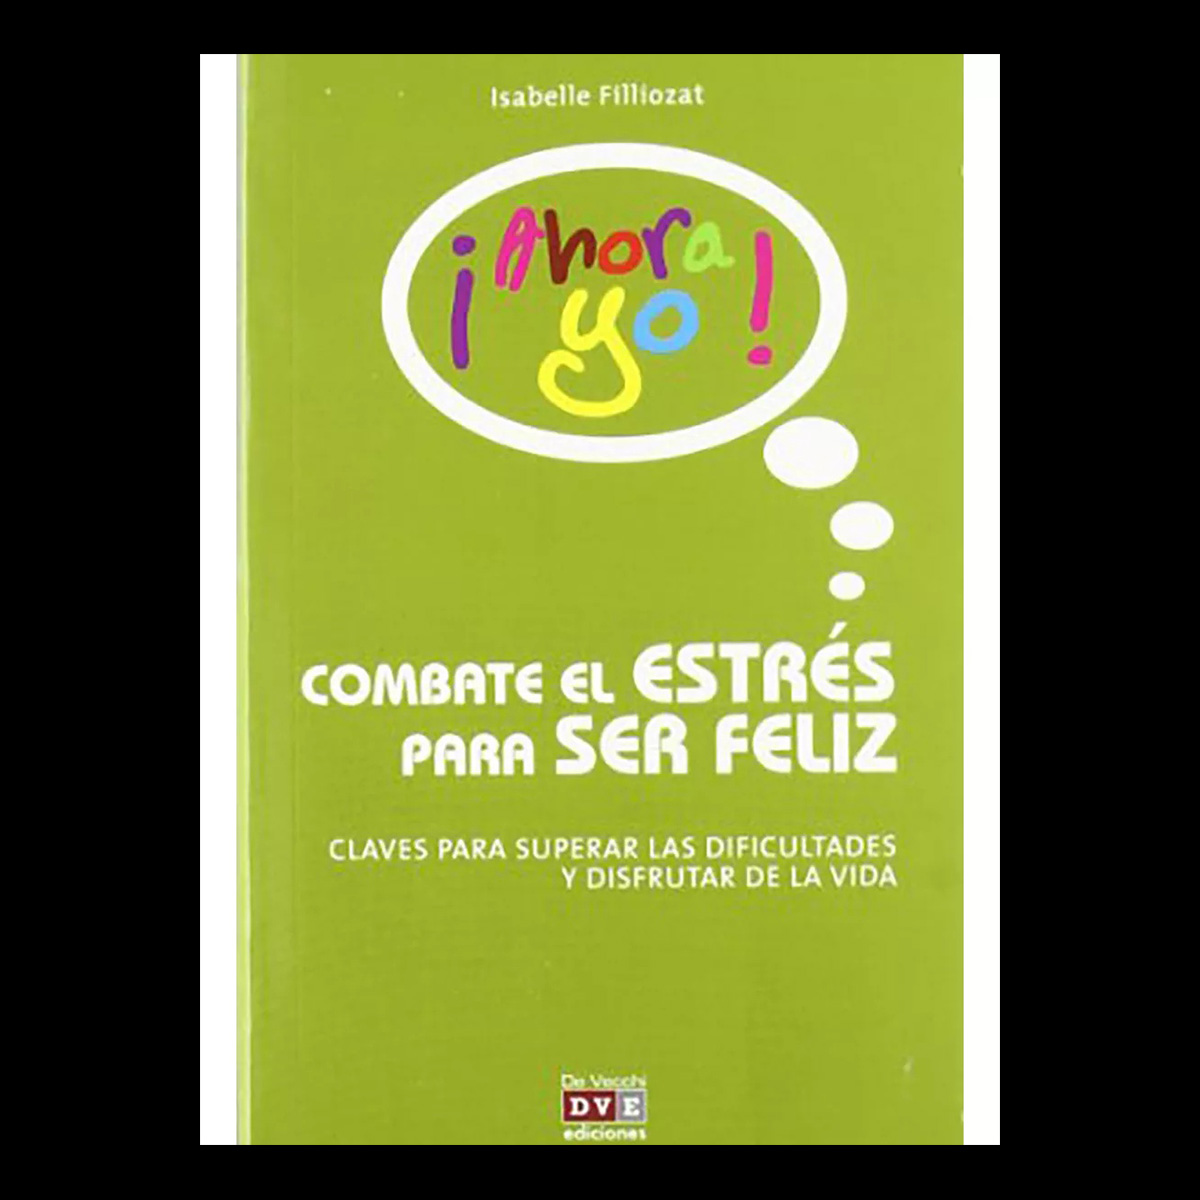 Isabelle Filliozat
¡Ahora
yo!
COMBATE EL ESTRÉS
PARA SER FELIZ
CLAVES PARA SUPERAR LAS DIFICULTADES
Y DISFRUTAR DE LA VIDA
De Vecchi
DVE
ediciones